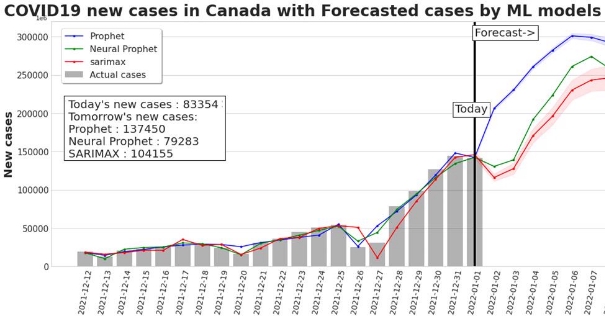 COVID19 new cases in Canada with Forecasted cases by ML models
1e6
Forecast->
Prophet
Neural Prophet
sarimax
Actual cases
Today's new cases : 83354
Tomorrow's new cases:
Prophet : 137450
Neural Prophet : 79283
SARIMAX : 104155
Today
New cases
300000
250000
200000
150000
100000
50000
0
2021-12-12
2021-12-13
2021-12-14
2021-12-15
2021-12-16
2021-12-17
2021-12-18
2021-12-19
2021-12-20
2021-12-21
2021-12-22
2021-12-23
2021-12-24
2021-12-25
2021-12-26
2021-12-27
2021-12-28
2021-12-29
2021-12-30
2021-12-31
2022-01-01
2022-01-02
2022-01-03
2022-01-04
2022-01-05
2022-01-06
2022-01-07